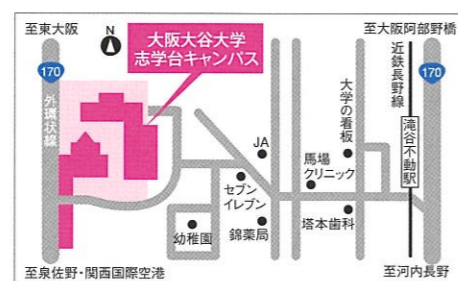 至東大阪
N
至大阪阿部野橋
大阪大谷大学
志学台キャンパス
170
170
近鉄長野線
外環状線
大学の看板
滝谷不動駅
JA
馬場
クリニック
セブン
イレブン
幼稚園
錦薬局
塔本歯科
至泉佐野・関西国際空港
至河内長野